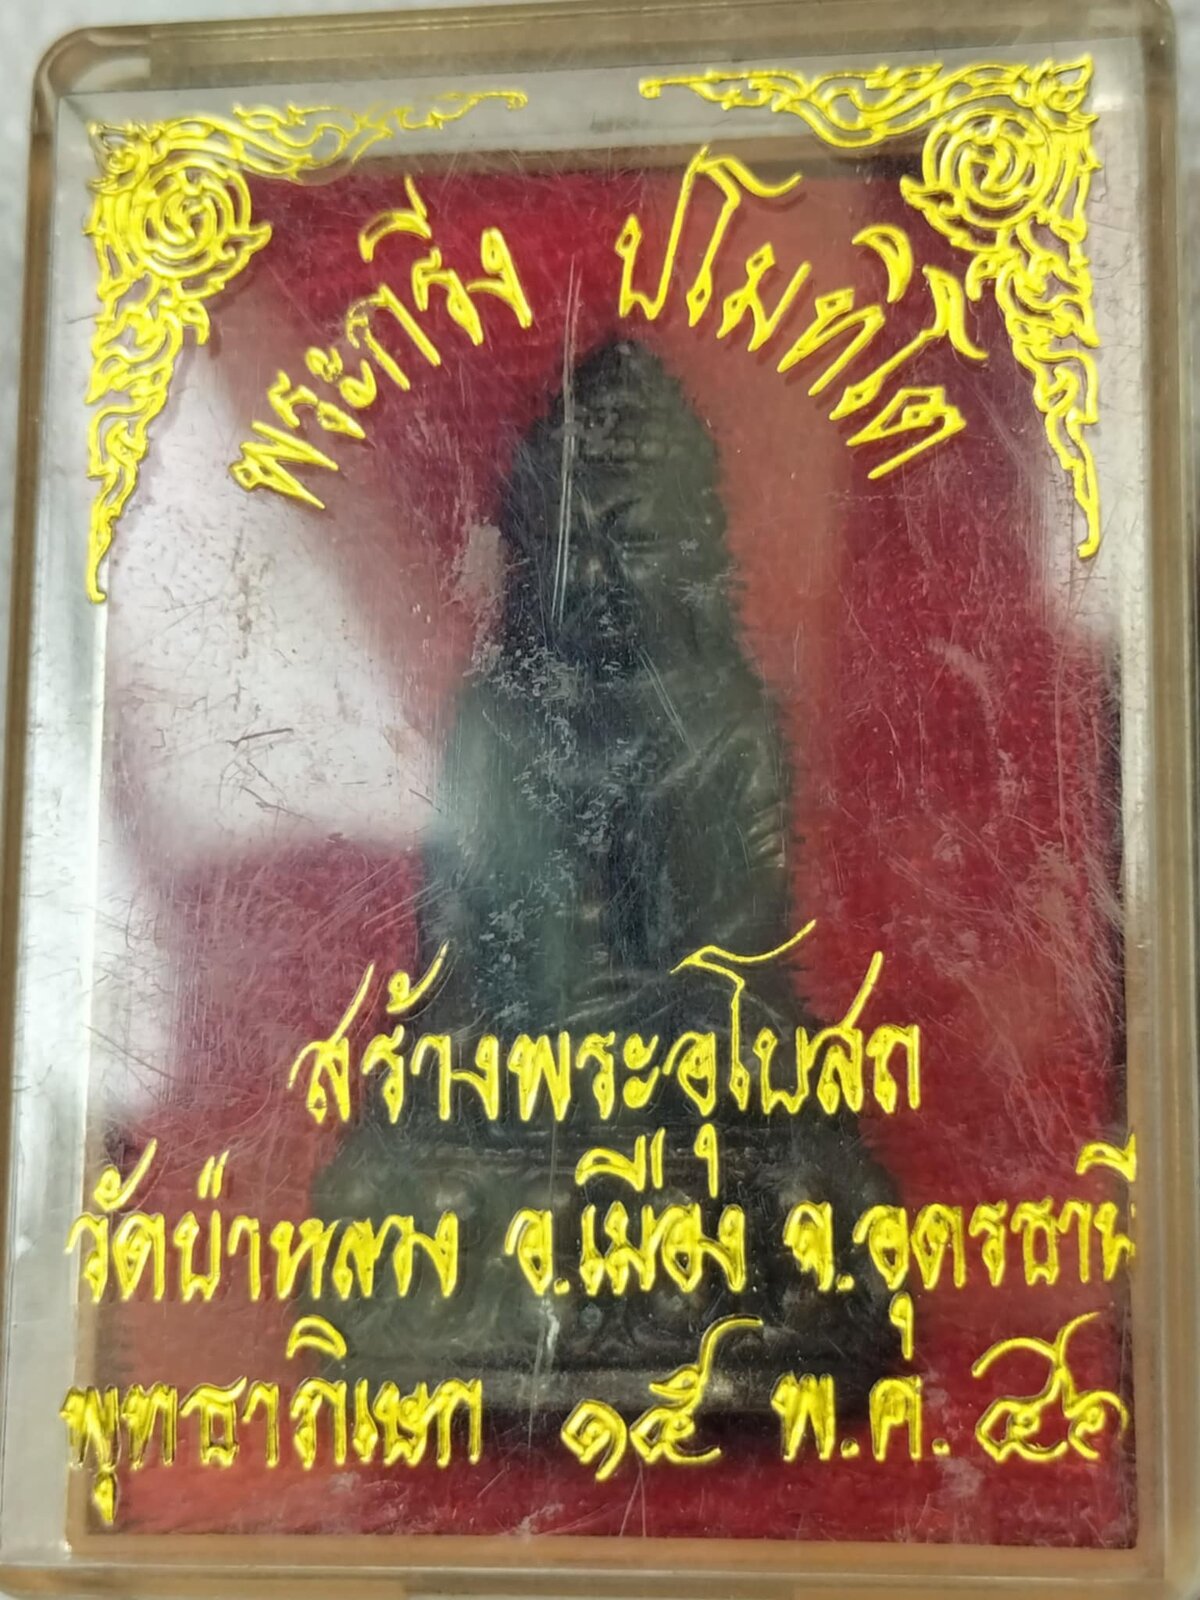 พระกริ่ง ปโมทิโต
สร้างพระอุโบสถ
วัดป่าหลวง อ.เมือง จ.อุดรธานี
พุทธาภิเษก ๑๕ พ.ค. ๔๖